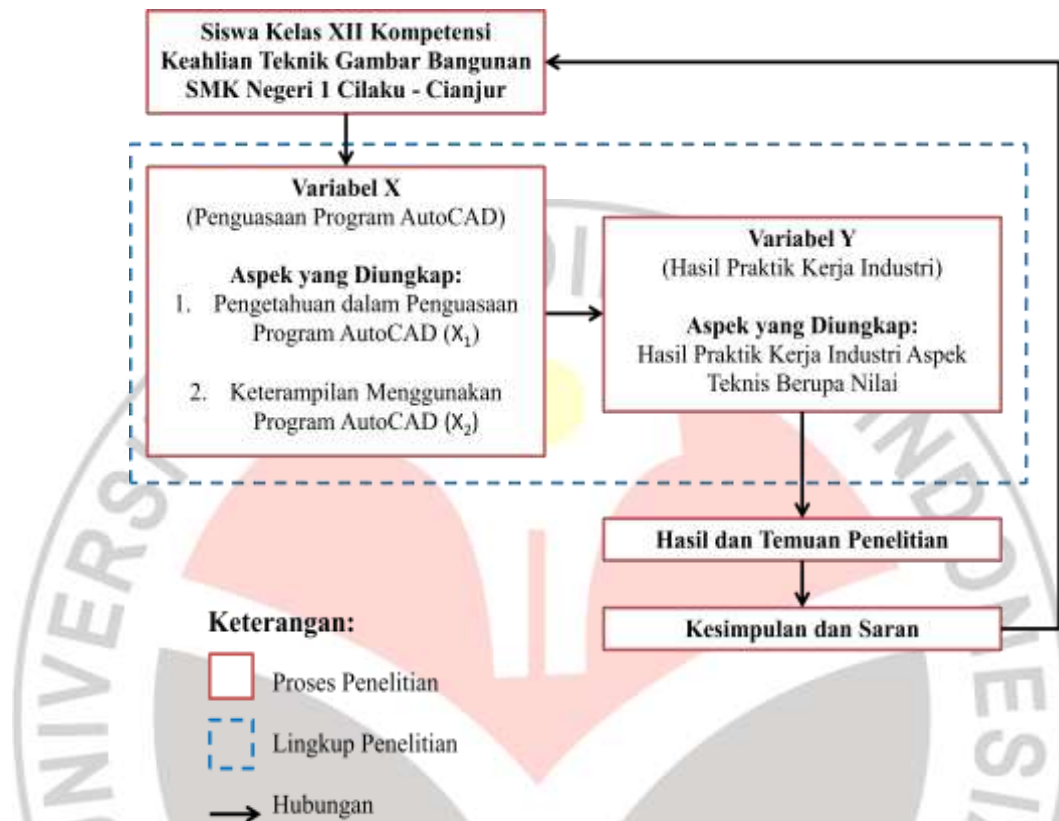 Siswa Kelas XII Kompetensi
Keahlian Teknik Gambar Bangunan
SMK Negeri 1 Cilaku - Cianjur
Variabel X
(Penguasaan Program AutoCAD)
Aspek yang Diungkap:
1. Pengetahuan dalam Penguasaan
Program AutoCAD (X₁)
2. Keterampilan Menggunakan
Program AutoCAD (X₂)
Variabel Y
(Hasil Praktik Kerja Industri)
Aspek yang Diungkap:
Hasil Praktik Kerja Industri Aspek
Teknis Berupa Nilai
Hasil dan Temuan Penelitian
Kesimpulan dan Saran
Keterangan:
Proses Penelitian
Lingkup Penelitian
Hubungan